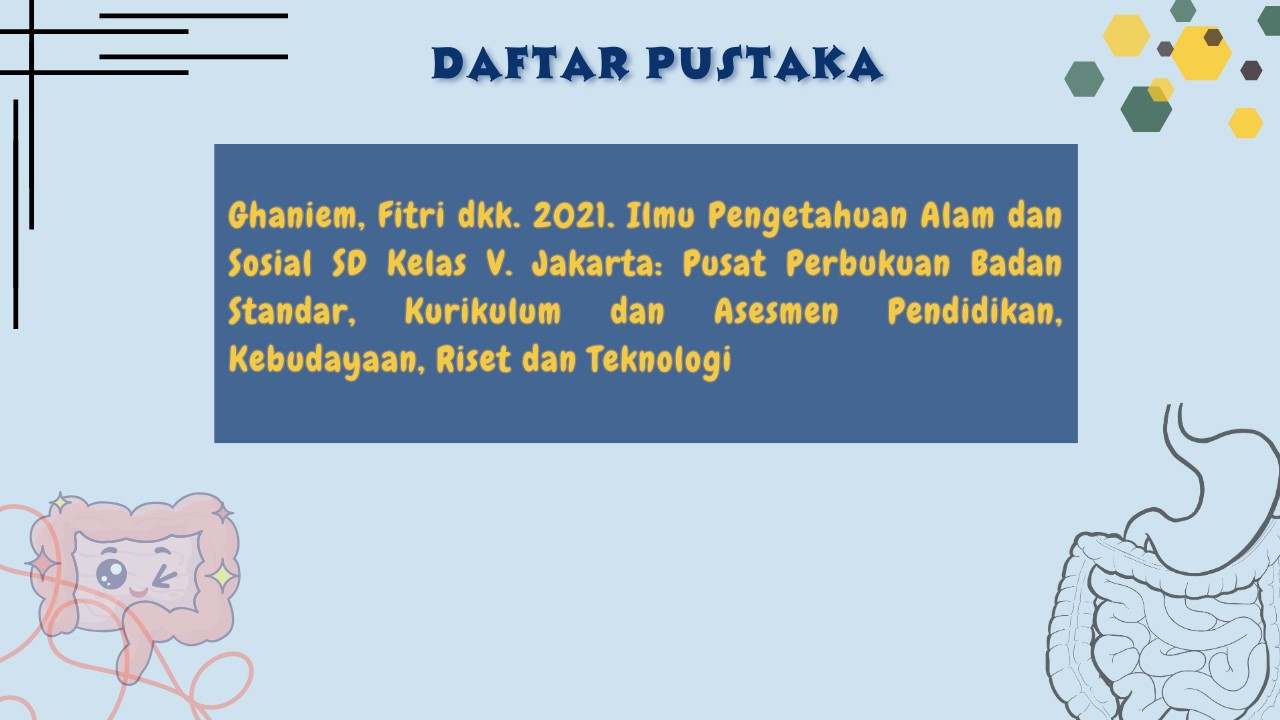 DAFTAR PUSTAKA
Ghaniem, Fitri dkk. 2021. Ilmu Pengetahuan Alam dan
Sosial SD Kelas V. Jakarta: Pusat Perbukuan Badan
Standar, Kurikulum dan Asesmen Pendidikan,
Kebudayaan, Riset dan Teknologi